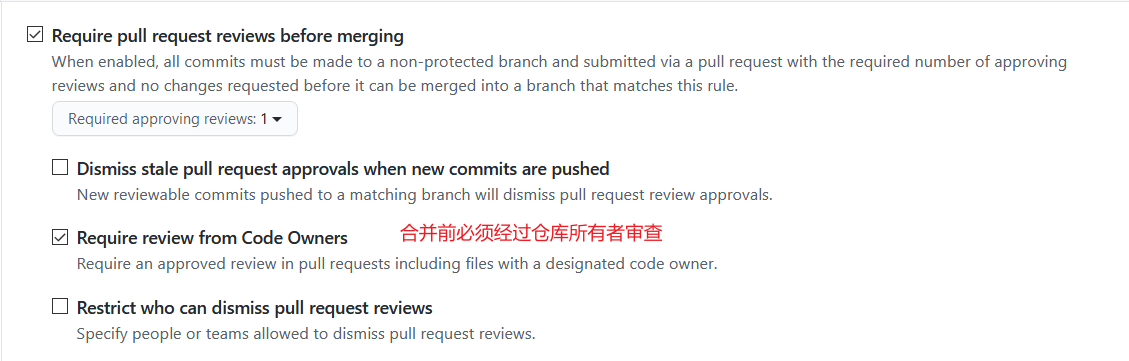 Require pull request reviews before merging
When enabled, all commits must be made to a non-protected branch and submitted via a pull request with the required number of approving
reviews and no changes requested before it can be merged into a branch that matches this rule.
Required approving reviews: 1
Dismiss stale pull request approvals when new commits are pushed
New reviewable commits pushed to a matching branch will dismiss pull request review approvals.
Require review from Code Owners 合并前必须经过仓库所有者审查
Require an approved review in pull requests including files with a designated code owner.
Restrict who can dismiss pull request reviews
Specify people or teams allowed to dismiss pull request reviews.